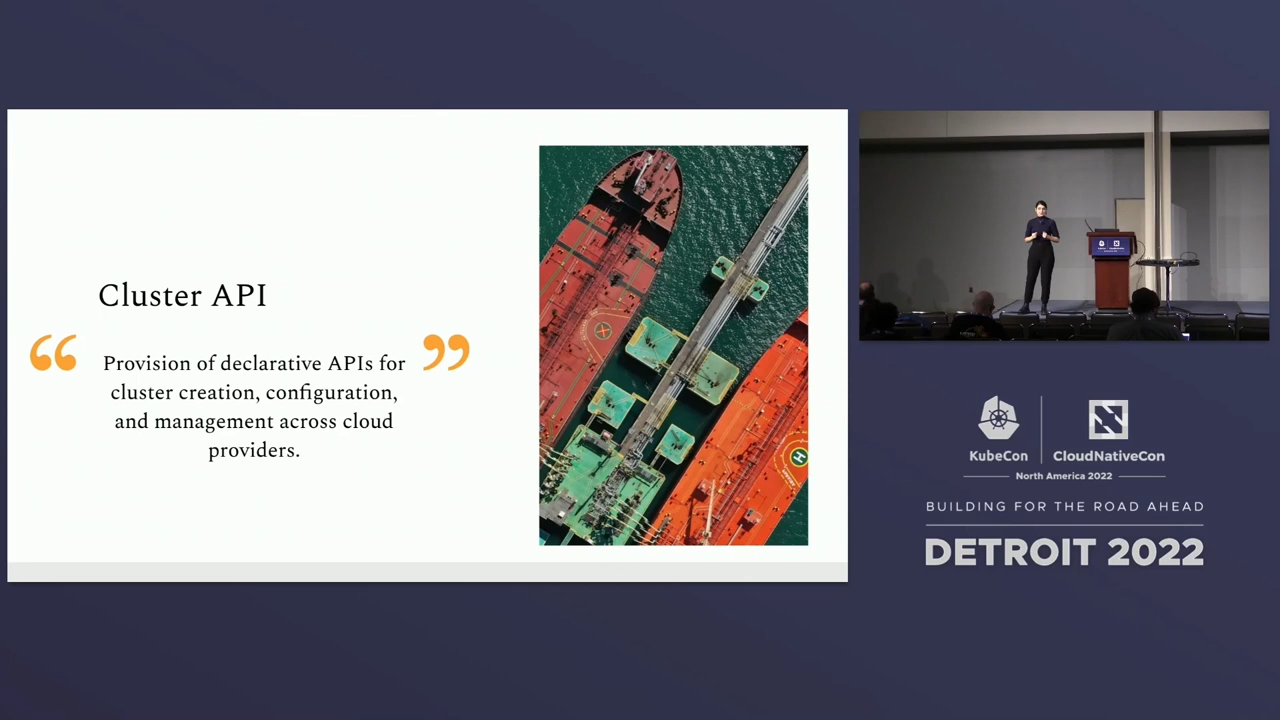 Cluster API
“ Provision of declarative APIs for ”
cluster creation, configuration,
and management across cloud
providers.
H
KubeCon
CloudNativeCon
North America 2022
BUILDING FOR THE ROAD AHEAD
DETROIT 2022